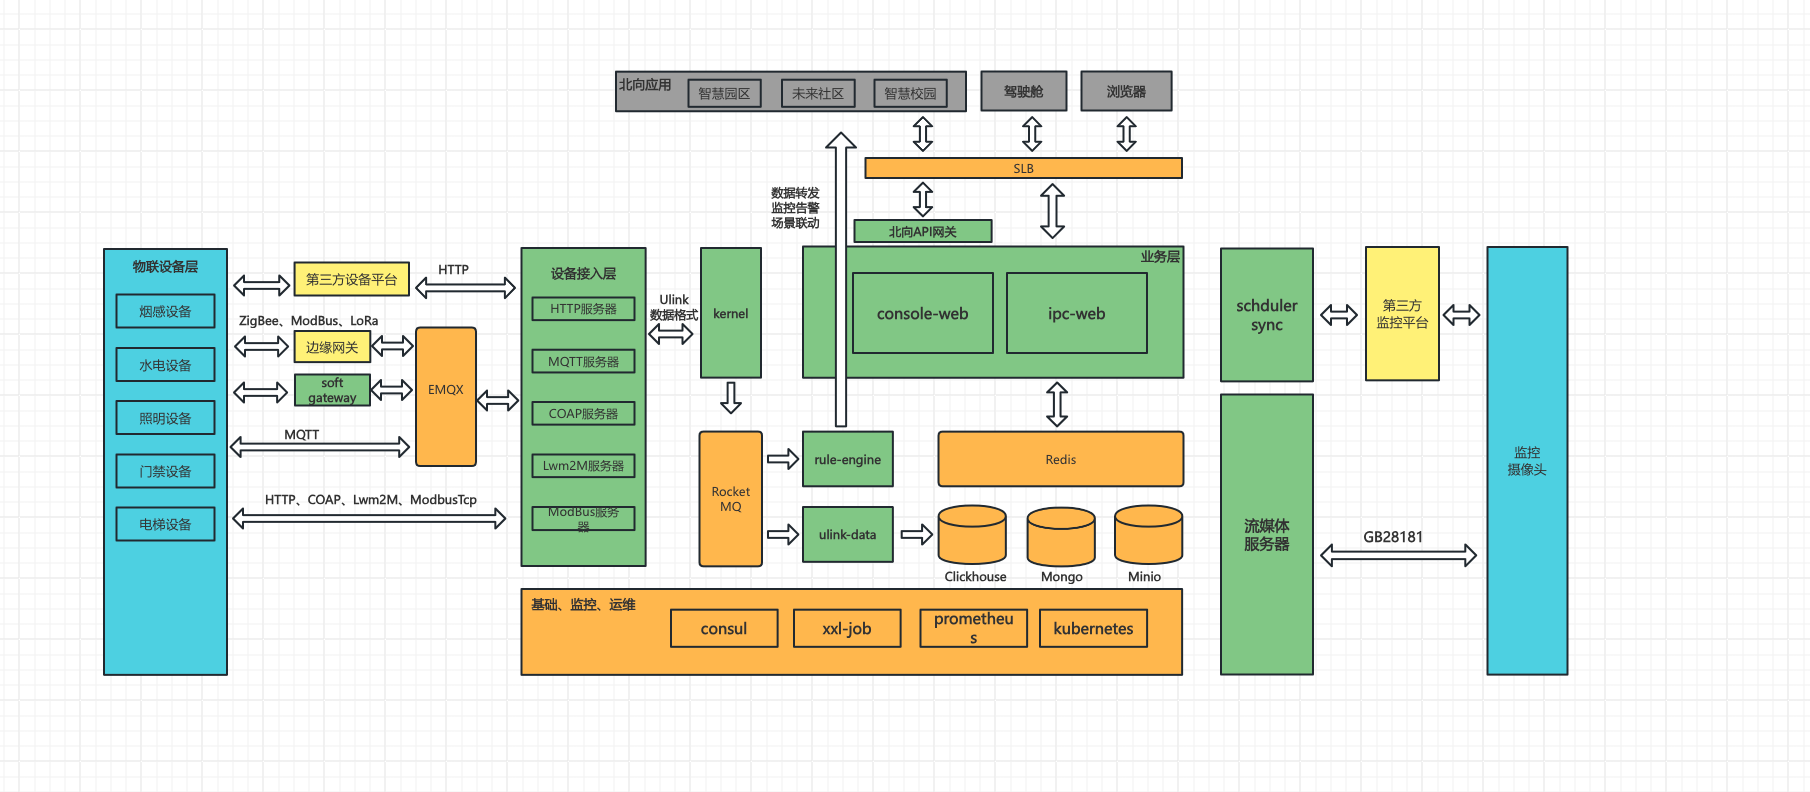 北向应用
智慧园区
未来社区
智慧校园
驾驶舱
浏览器
SLB
数据转发
监控告警
场景联动
北向API网关
物联设备层
烟感设备
水电设备
照明设备
门禁设备
电梯设备
第三方设备平台
HTTP
ZigBee、ModBus、LoRa
边缘网关
soft
gateway
EMQX
MQTT
HTTP、COAP、Lwm2M、ModbusTcp
设备接入层
HTTP服务器
MQTT服务器
COAP服务器
Lwm2M服务器
ModBus服务
器
Ulink
数据格式
kernel
业务层
console-web
ipc-web
Rocket
MQ
rule-engine
ulink-data
Redis
Clickhouse
Mongo
Minio
基础、监控、运维
consul
xxl-job
prometheu
s
kubernetes
schduler
sync
第三方
监控平台
流媒体
服务器
GB28181
监控
摄像头